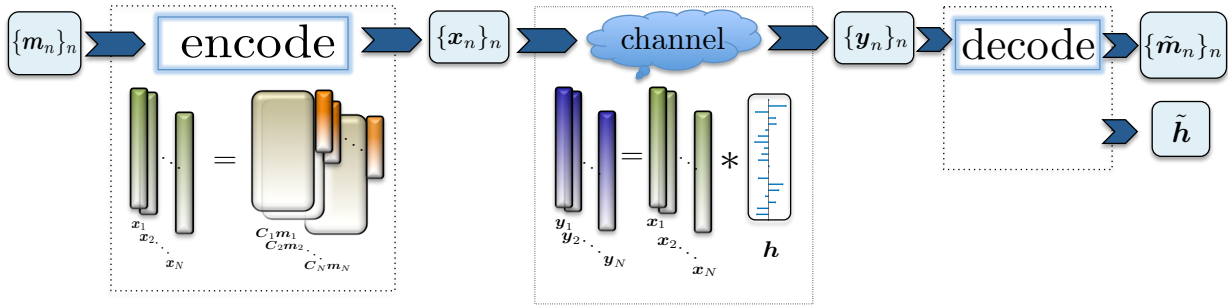 {m_n}_n encode {x_n}_n channel {y_n}_n decode {m̃_n}_n
h̃
= = *
x_1 x_2 ⋱ x_N
C_1m_1 C_2m_2 ⋱ C_Nm_N
y_1 y_2 ⋱ y_N
x_1 x_2 ⋱ x_N
h